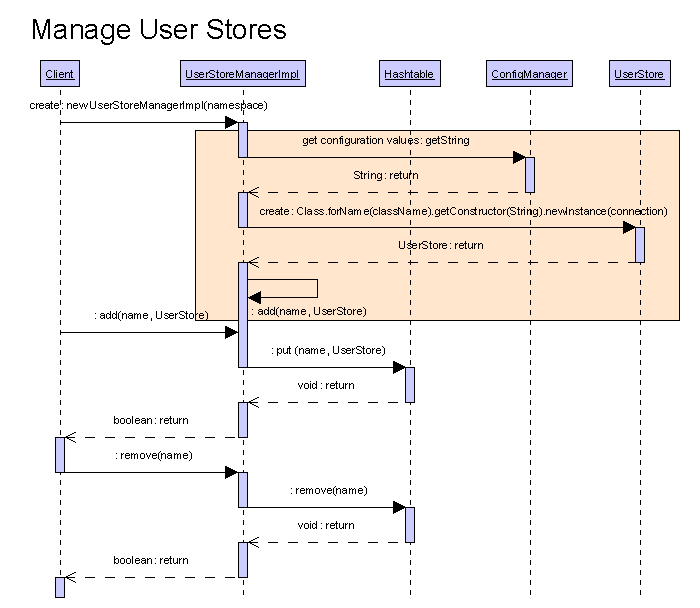 Manage User Stores
Client
UserStoreManagerImpl
Hashtable
ConfigManager
UserStore
create: new UserStoreManagerImpl(namespace)
get configuration values: getString
String: return
create: Class.forName(className).getConstructor(String).newInstance(connection)
UserStore: return
: add(name, UserStore)
: add(name, UserStore)
: put (name, UserStore)
void: return
boolean: return
: remove(name)
: remove(name)
void: return
boolean: return